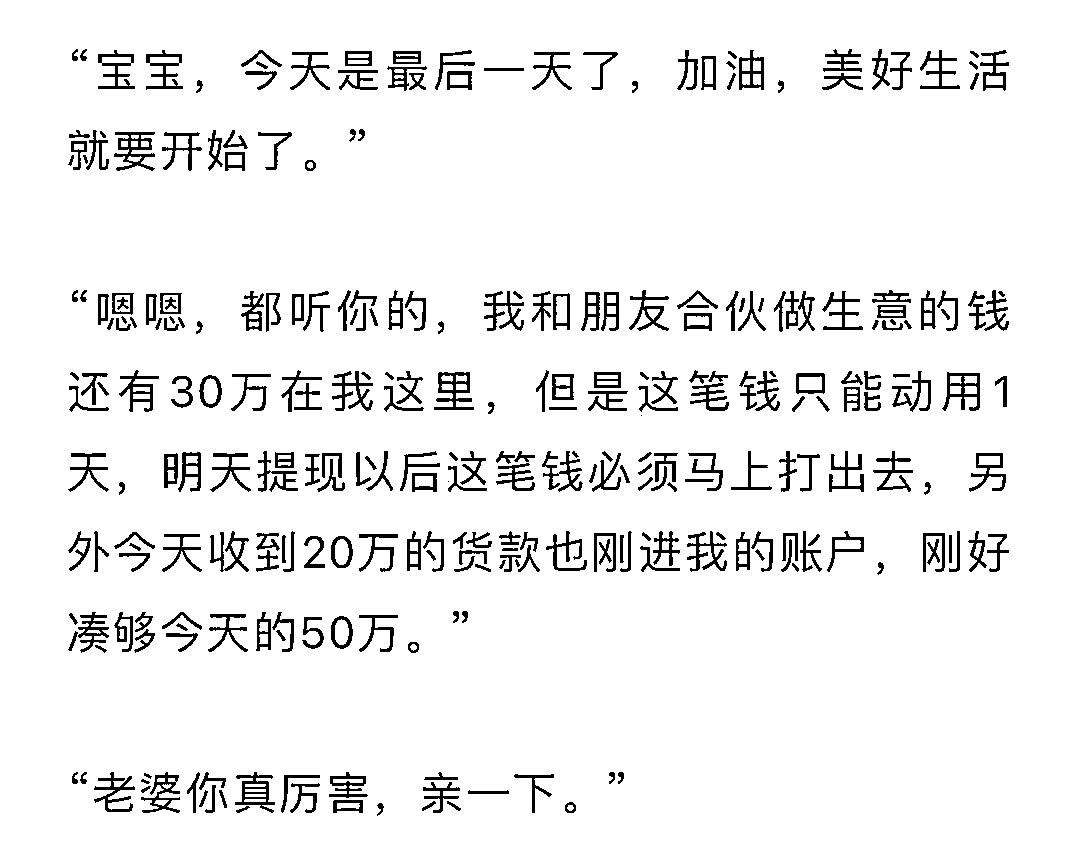 “宝宝，今天是最后一天了，加油，美好生活
就要开始了。”
“嗯嗯，都听你的，我和朋友合伙做生意的钱
还有30万在我这里，但是这笔钱只能动用1
天，明天提现以后这笔钱必须马上打出去，另
外今天收到20万的货款也刚进我的账户，刚好
凑够今天的50万。”
“老婆你真厉害，亲一下。”